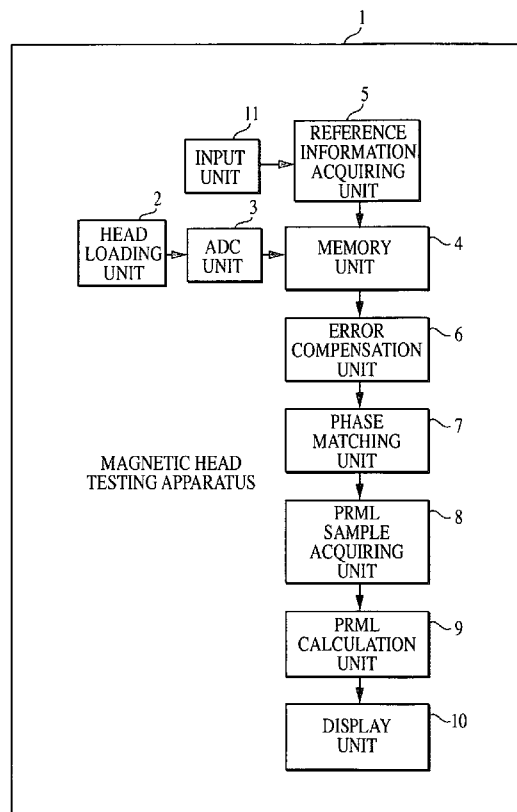 1
5
REFERENCE
INFORMATION
ACQUIRING
UNIT
11
INPUT
UNIT
2
HEAD
LOADING
UNIT
3
ADC
UNIT
MEMORY
UNIT
4
ERROR
COMPENSATION
UNIT
6
PHASE
MATCHING
UNIT
7
MAGNETIC HEAD
TESTING APPARATUS
PRML
SAMPLE
ACQUIRING
UNIT
8
PRML
CALCULATION
UNIT
9
DISPLAY
UNIT
10